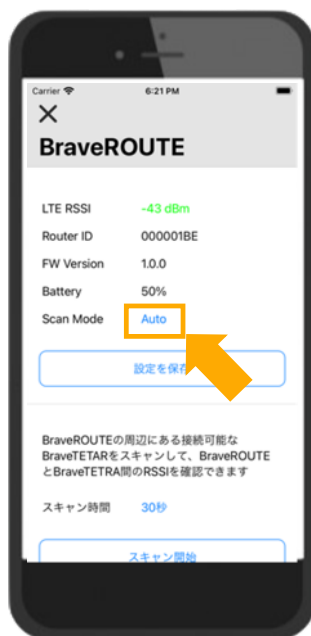 Carrier 6:21 PM
BraveROUTE
LTE RSSI -43 dBm
Router ID 000001BE
FW Version 1.0.0
Battery 50%
Scan Mode Auto
設定を保存
BraveROUTEの周辺にある接続可能な
BraveTETARをスキャンして、BraveROUTE
とBraveTETRA間のRSSIを確認できます
スキャン時間 30秒
スキャン開始